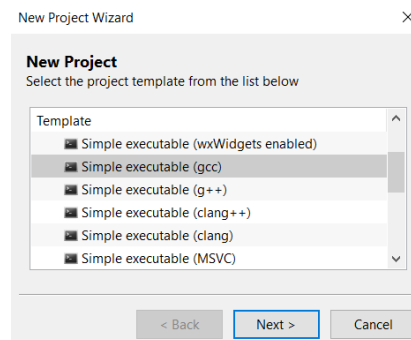 New Project Wizard
New Project
Select the project template from the list below
Template
Simple executable (wxWidgets enabled)
Simple executable (gcc)
Simple executable (g++)
Simple executable (clang++)
Simple executable (clang)
Simple executable (MSVC)
< Back Next > Cancel